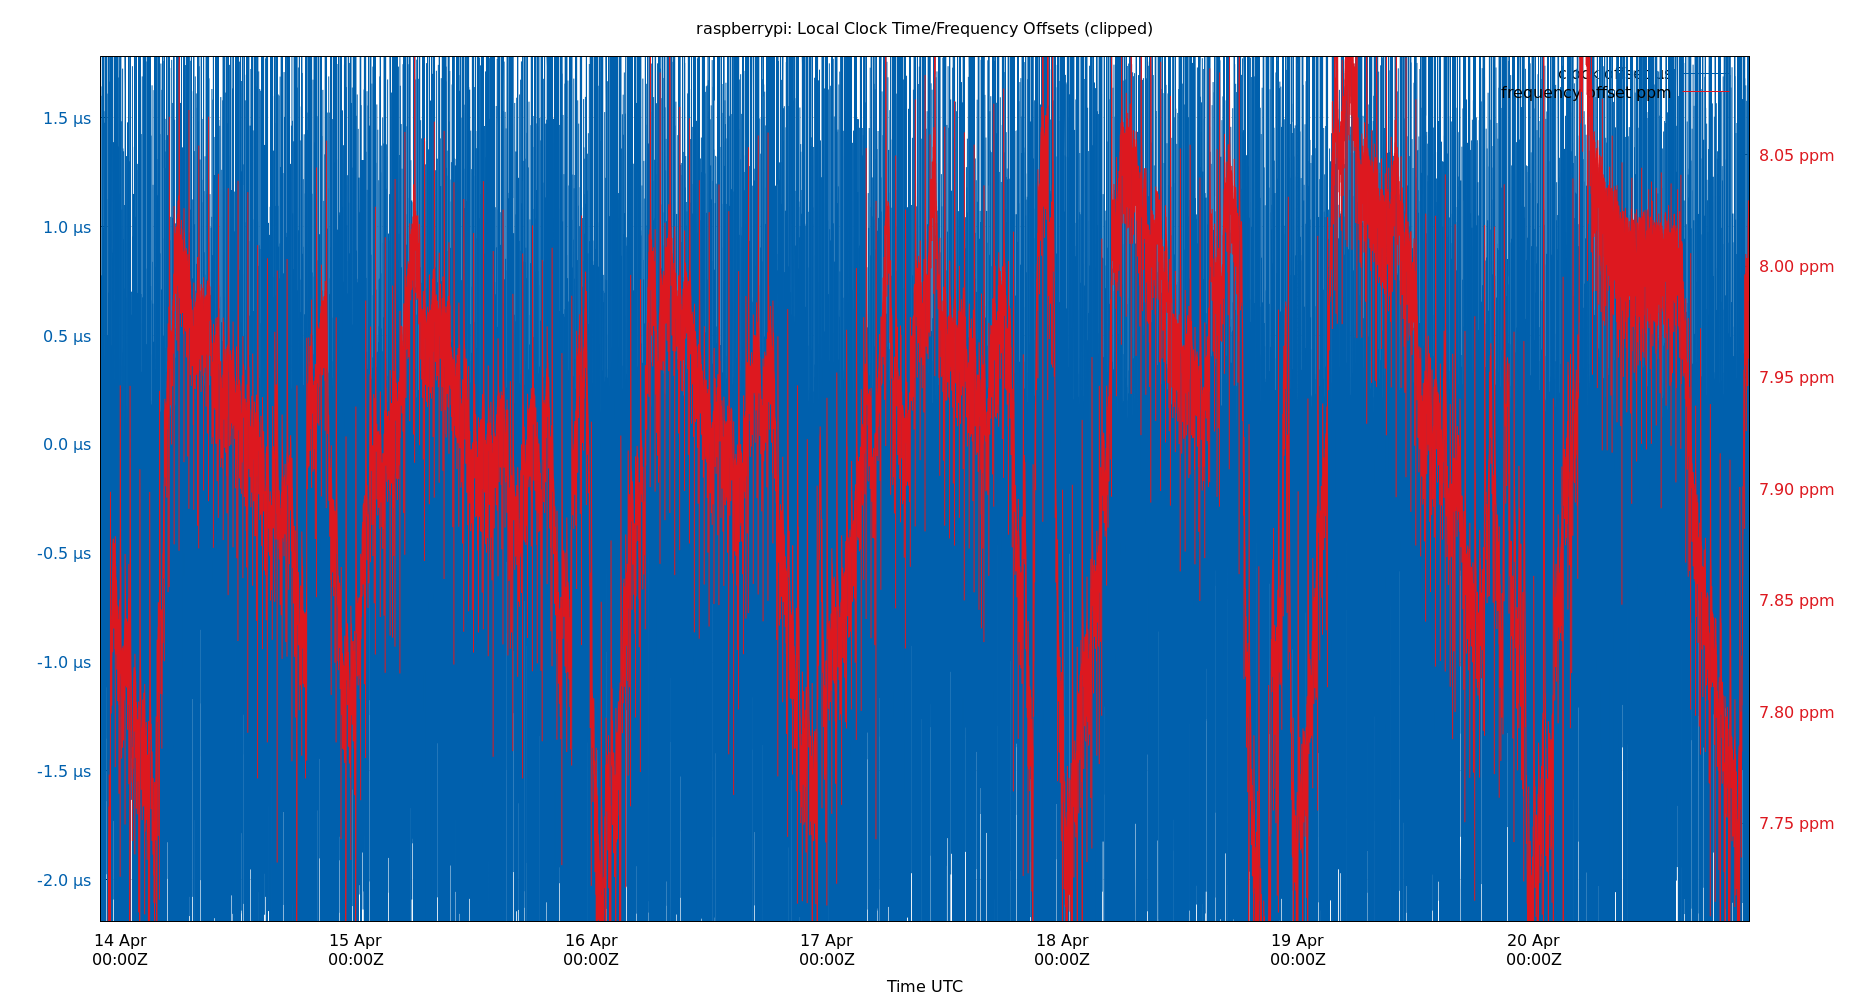 raspberrypi: Local Clock Time/Frequency Offsets (clipped)
clock offset µs
frequency offset ppm
1.5 µs
1.0 µs
0.5 µs
0.0 µs
-0.5 µs
-1.0 µs
-1.5 µs
-2.0 µs
8.05 ppm
8.00 ppm
7.95 ppm
7.90 ppm
7.85 ppm
7.80 ppm
7.75 ppm
14 Apr
00:00Z
15 Apr
00:00Z
16 Apr
00:00Z
17 Apr
00:00Z
18 Apr
00:00Z
19 Apr
00:00Z
20 Apr
00:00Z
Time UTC